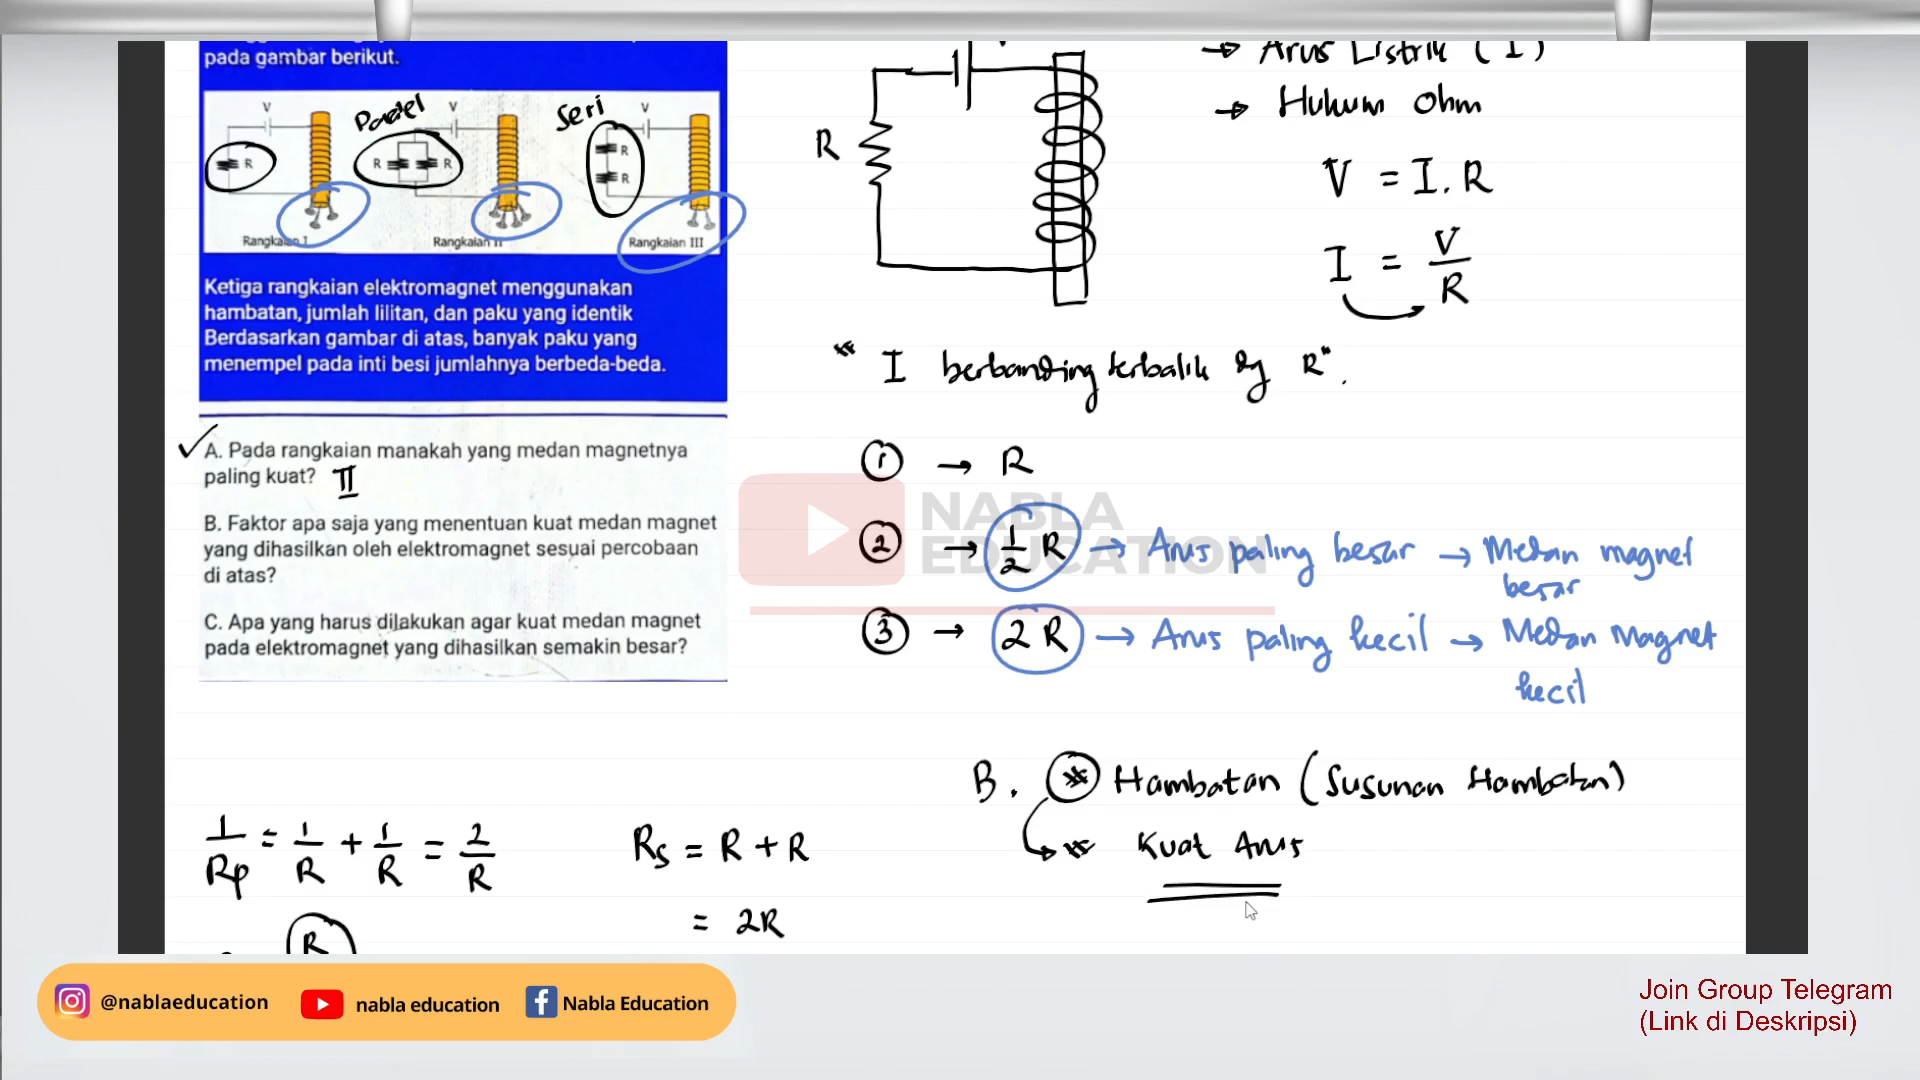 pada gambar berikut.
V
R
Rangkaian I
Paralel
V
R
R
Rangkaian II
Seri
V
R
R
Rangkaian III
Ketiga rangkaian elektromagnet menggunakan
hambatan, jumlah lilitan, dan paku yang identik
Berdasarkan gambar di atas, banyak paku yang
menempel pada inti besi jumlahnya berbeda-beda.
A. Pada rangkaian manakah yang medan magnetnya
paling kuat? II
B. Faktor apa saja yang menentuan kuat medan magnet
yang dihasilkan oleh elektromagnet sesuai percobaan
di atas?
C. Apa yang harus dilakukan agar kuat medan magnet
pada elektromagnet yang dihasilkan semakin besar?
1/Rp = 1/R + 1/R = 2/R
R
Rs = R + R
= 2R
R
→ Arus Listrik (I)
→ Hukum Ohm
V = I . R
I = V/R
" I berbanding terbalik dg R".
1 → R
2 → 1/2 R → Arus paling besar → Medan magnet
besar
3 → 2R → Arus paling kecil → Medan Magnet
kecil
B. * Hambatan (Susunan Hambatan)
* Kuat Arus
NABLA
EDUCATION
@nablaeducation
nabla education
Nabla Education
Join Group Telegram
(Link di Deskripsi)